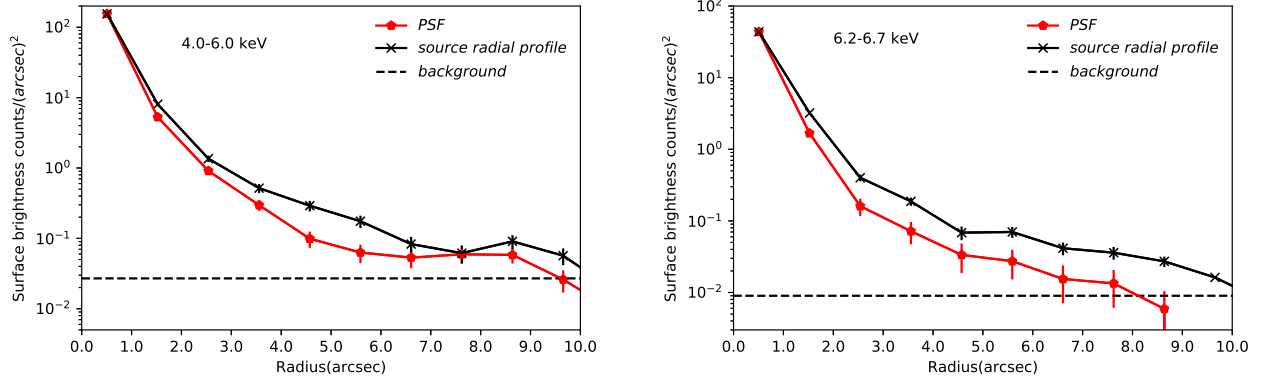 4.0-6.0 keV
PSF
source radial profile
background
10²
10¹
10⁰
10⁻¹
10⁻²
Surface brightness counts/(arcsec)²
0.0 1.0 2.0 3.0 4.0 5.0 6.0 7.0 8.0 9.0 10.0
Radius(arcsec)
6.2-6.7 keV
PSF
source radial profile
background
10²
10¹
10⁰
10⁻¹
10⁻²
Surface brightness counts/(arcsec)²
0.0 1.0 2.0 3.0 4.0 5.0 6.0 7.0 8.0 9.0 10.0
Radius(arcsec)